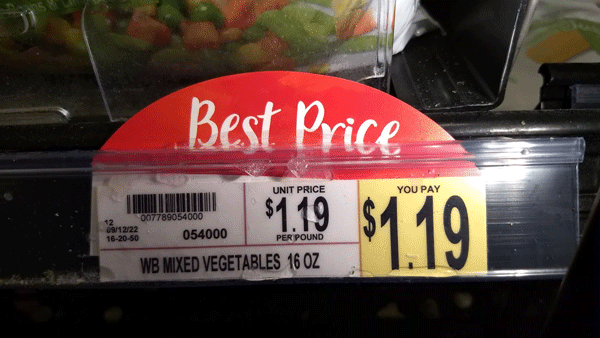 Best Price
007789054000
12
09/12/22
16-20-50
054000
UNIT PRICE
$1.19
PER POUND
YOU PAY
$1.19
WB MIXED VEGETABLES 16 OZ